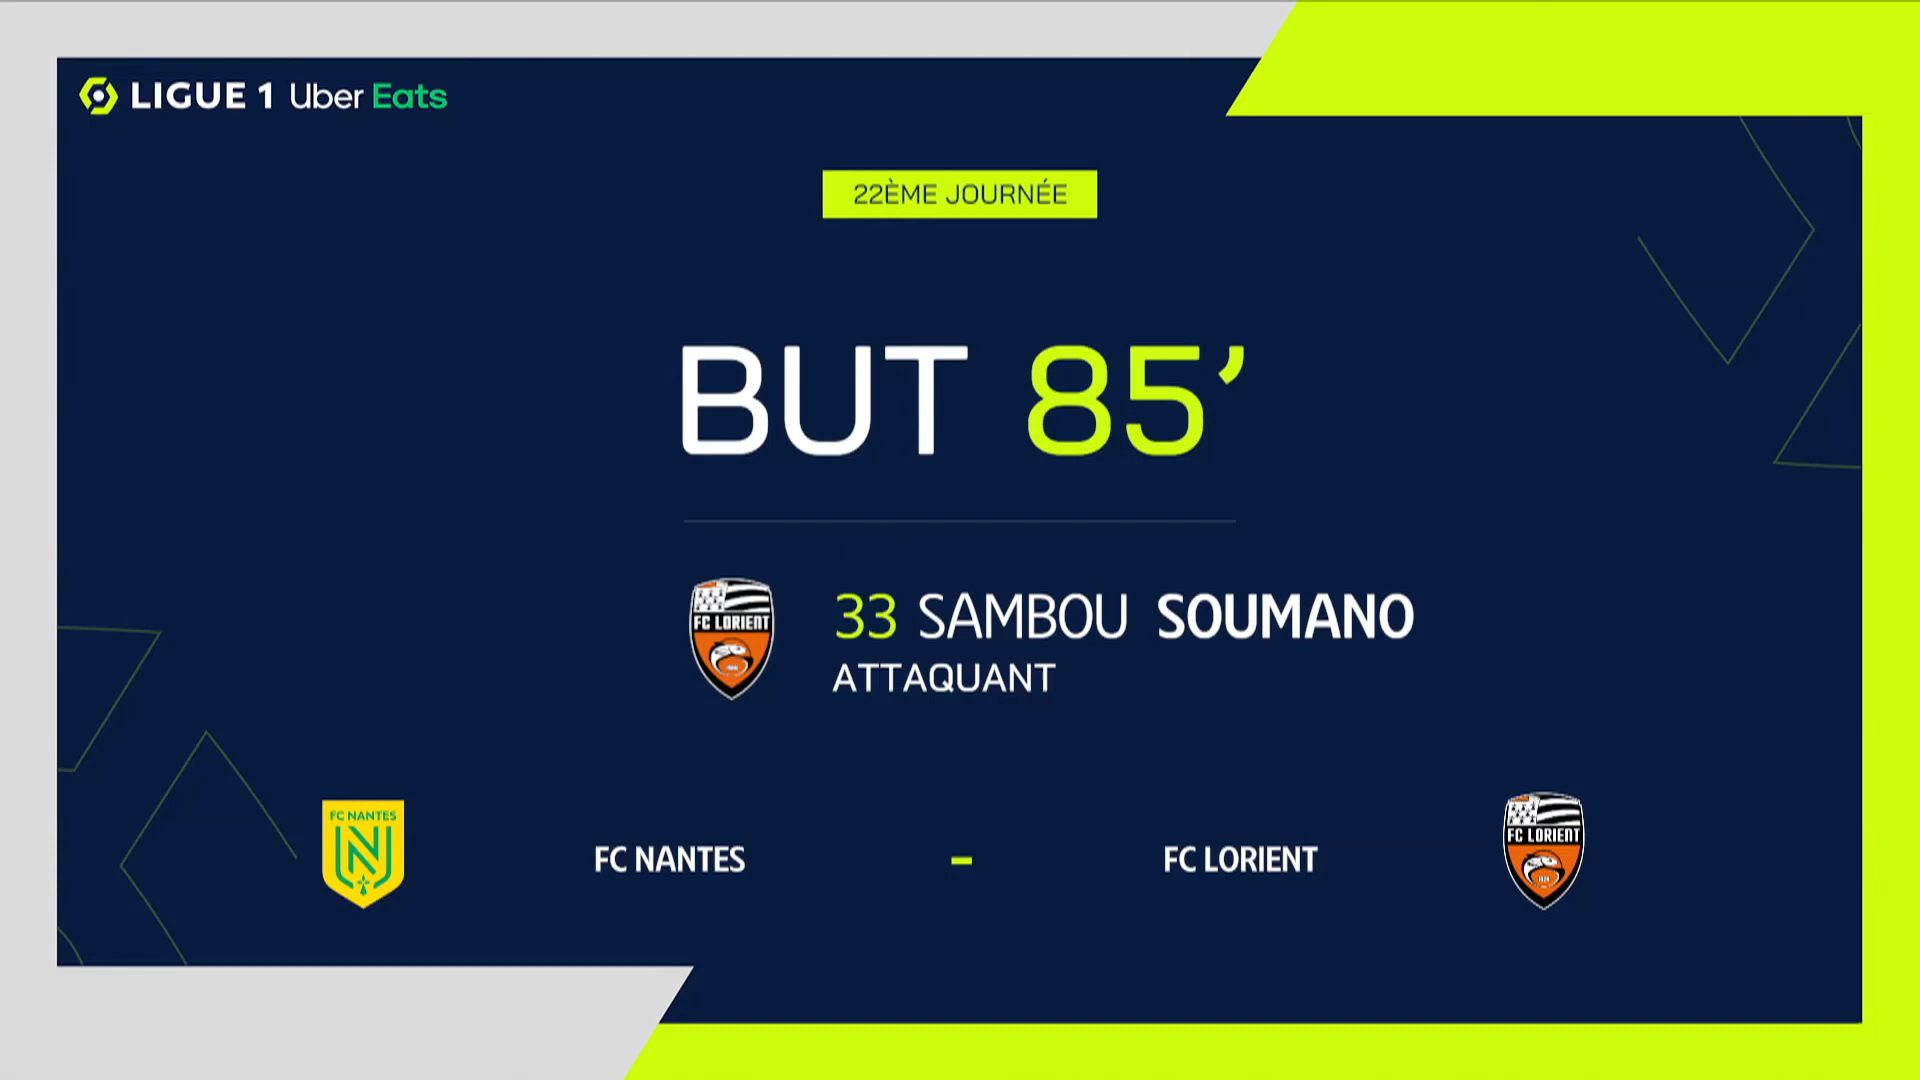 LIGUE 1 Uber Eats
22ÈME JOURNÉE
BUT 85’
FC LORIENT
33 SAMBOU SOUMANO
ATTAQUANT
FC NANTES
FC NANTES - FC LORIENT
FC LORIENT